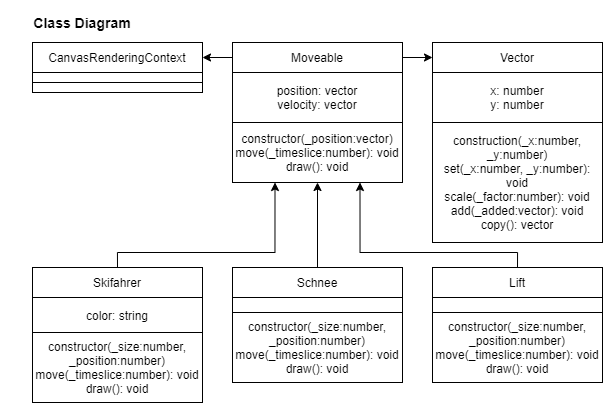 Class Diagram
CanvasRenderingContext
Moveable
position: vector
velocity: vector
constructor(_position:vector)
move(_timeslice:number): void
draw(): void
Vector
x: number
y: number
construction(_x:number,
_y:number)
set(_x:number, _y:number):
void
scale(_factor:number): void
add(_added:vector): void
copy(): vector
Skifahrer
color: string
constructor(_size:number,
_position:number)
move(_timeslice:number): void
draw(): void
Schnee
constructor(_size:number,
_position:number)
move(_timeslice:number): void
draw(): void
Lift
constructor(_size:number,
_position:number)
move(_timeslice:number): void
draw(): void